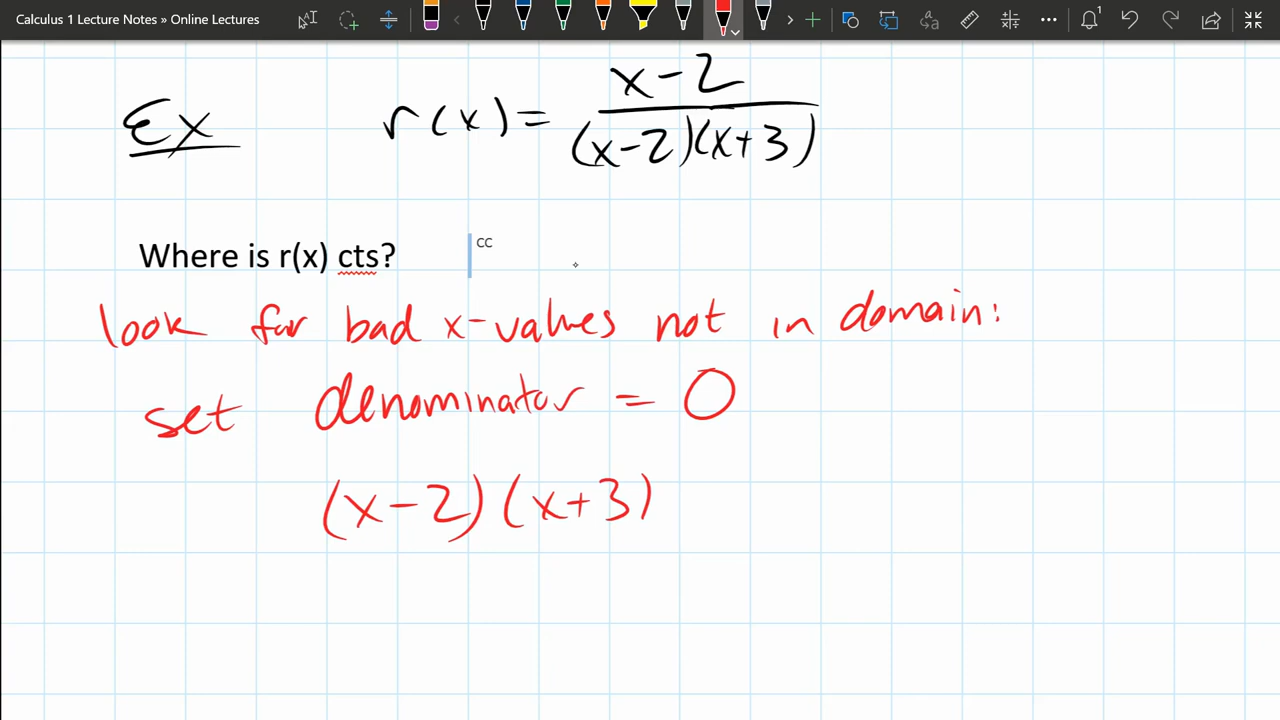 Calculus 1 Lecture Notes » Online Lectures
1
Ex r(x) = x-2 / (x-2)(x+3)
Where is r(x) cts?
CC
look for bad x-values not in domain:
set denominator = 0
(x-2)(x+3)